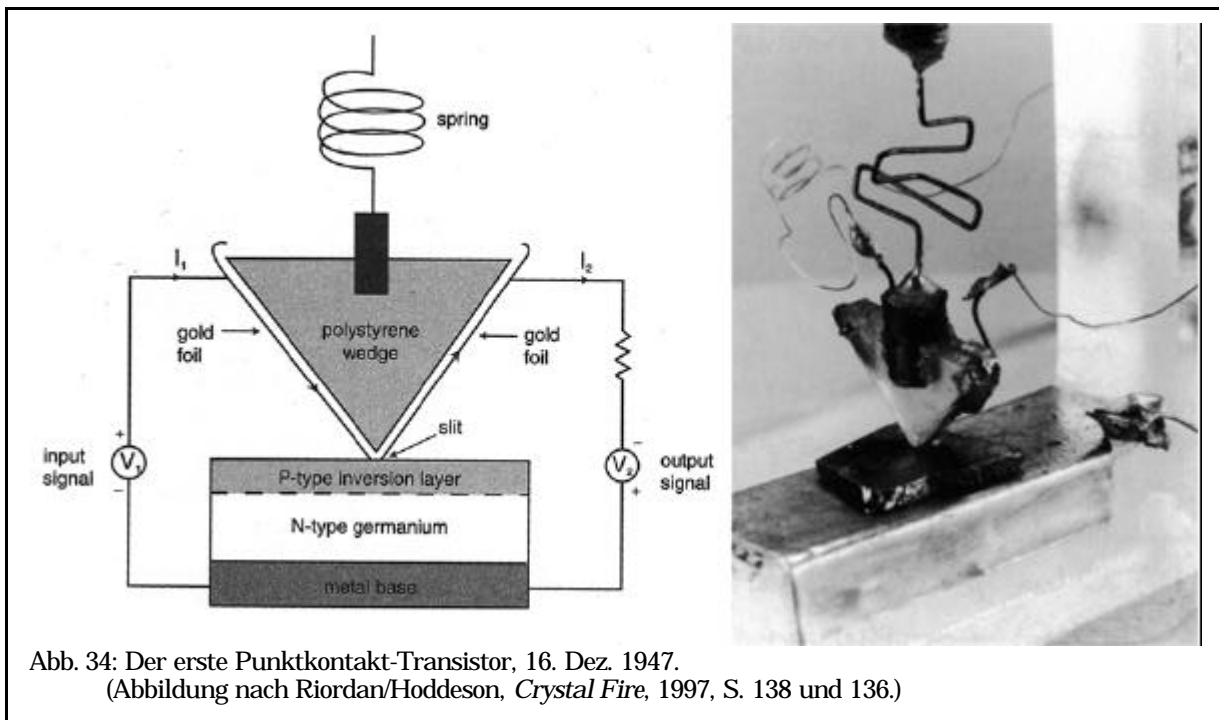 spring
I₁
I₂
polystyrene
wedge
gold
foil
gold
foil
slit
+
V₁
−
input
signal
−
V₂
+
output
signal
P-type inversion layer
N-type germanium
metal base
Abb. 34: Der erste Punktkontakt-Transistor, 16. Dez. 1947.
(Abbildung nach Riordan/Hoddeson, Crystal Fire, 1997, S. 138 und 136.)